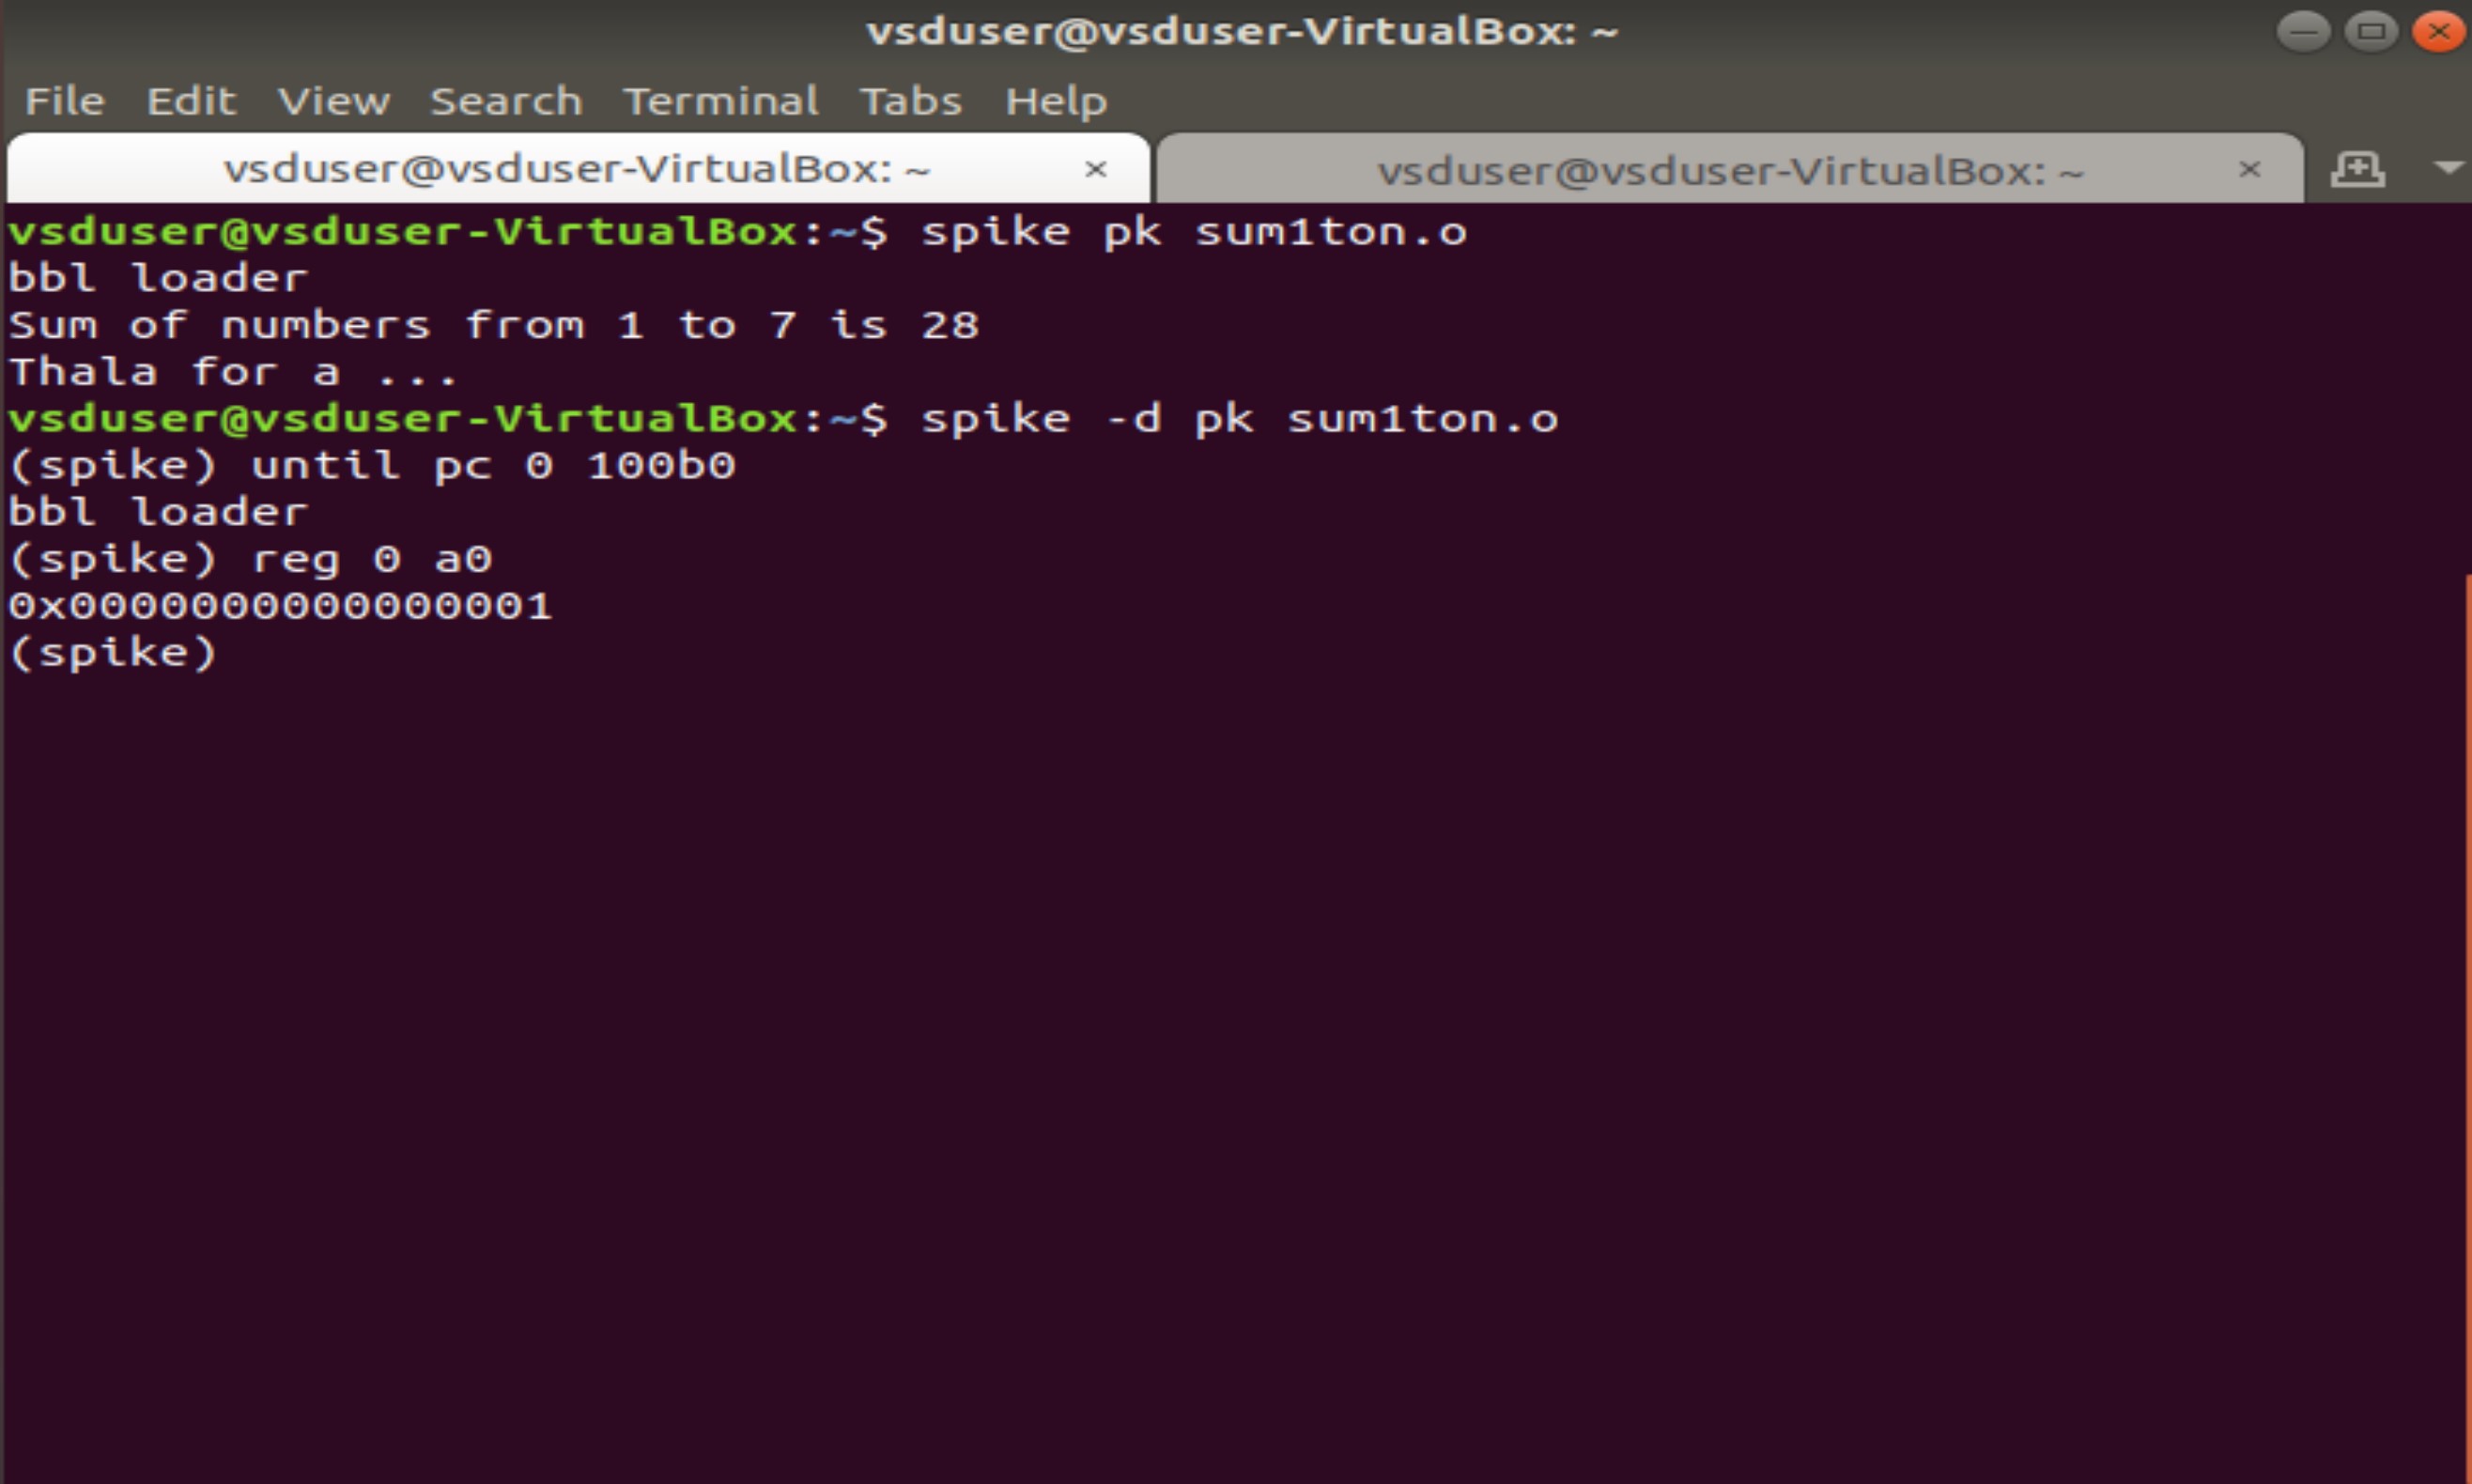 vsduser@vsduser-VirtualBox: ~
File Edit View Search Terminal Tabs Help
vsduser@vsduser-VirtualBox: ~ × vsduser@vsduser-VirtualBox: ~ ×
vsduser@vsduser-VirtualBox:~$ spike pk sum1ton.o
bbl loader
Sum of numbers from 1 to 7 is 28
Thala for a ...
vsduser@vsduser-VirtualBox:~$ spike -d pk sum1ton.o
(spike) until pc 0 100b0
bbl loader
(spike) reg 0 a0
0x0000000000000001
(spike)